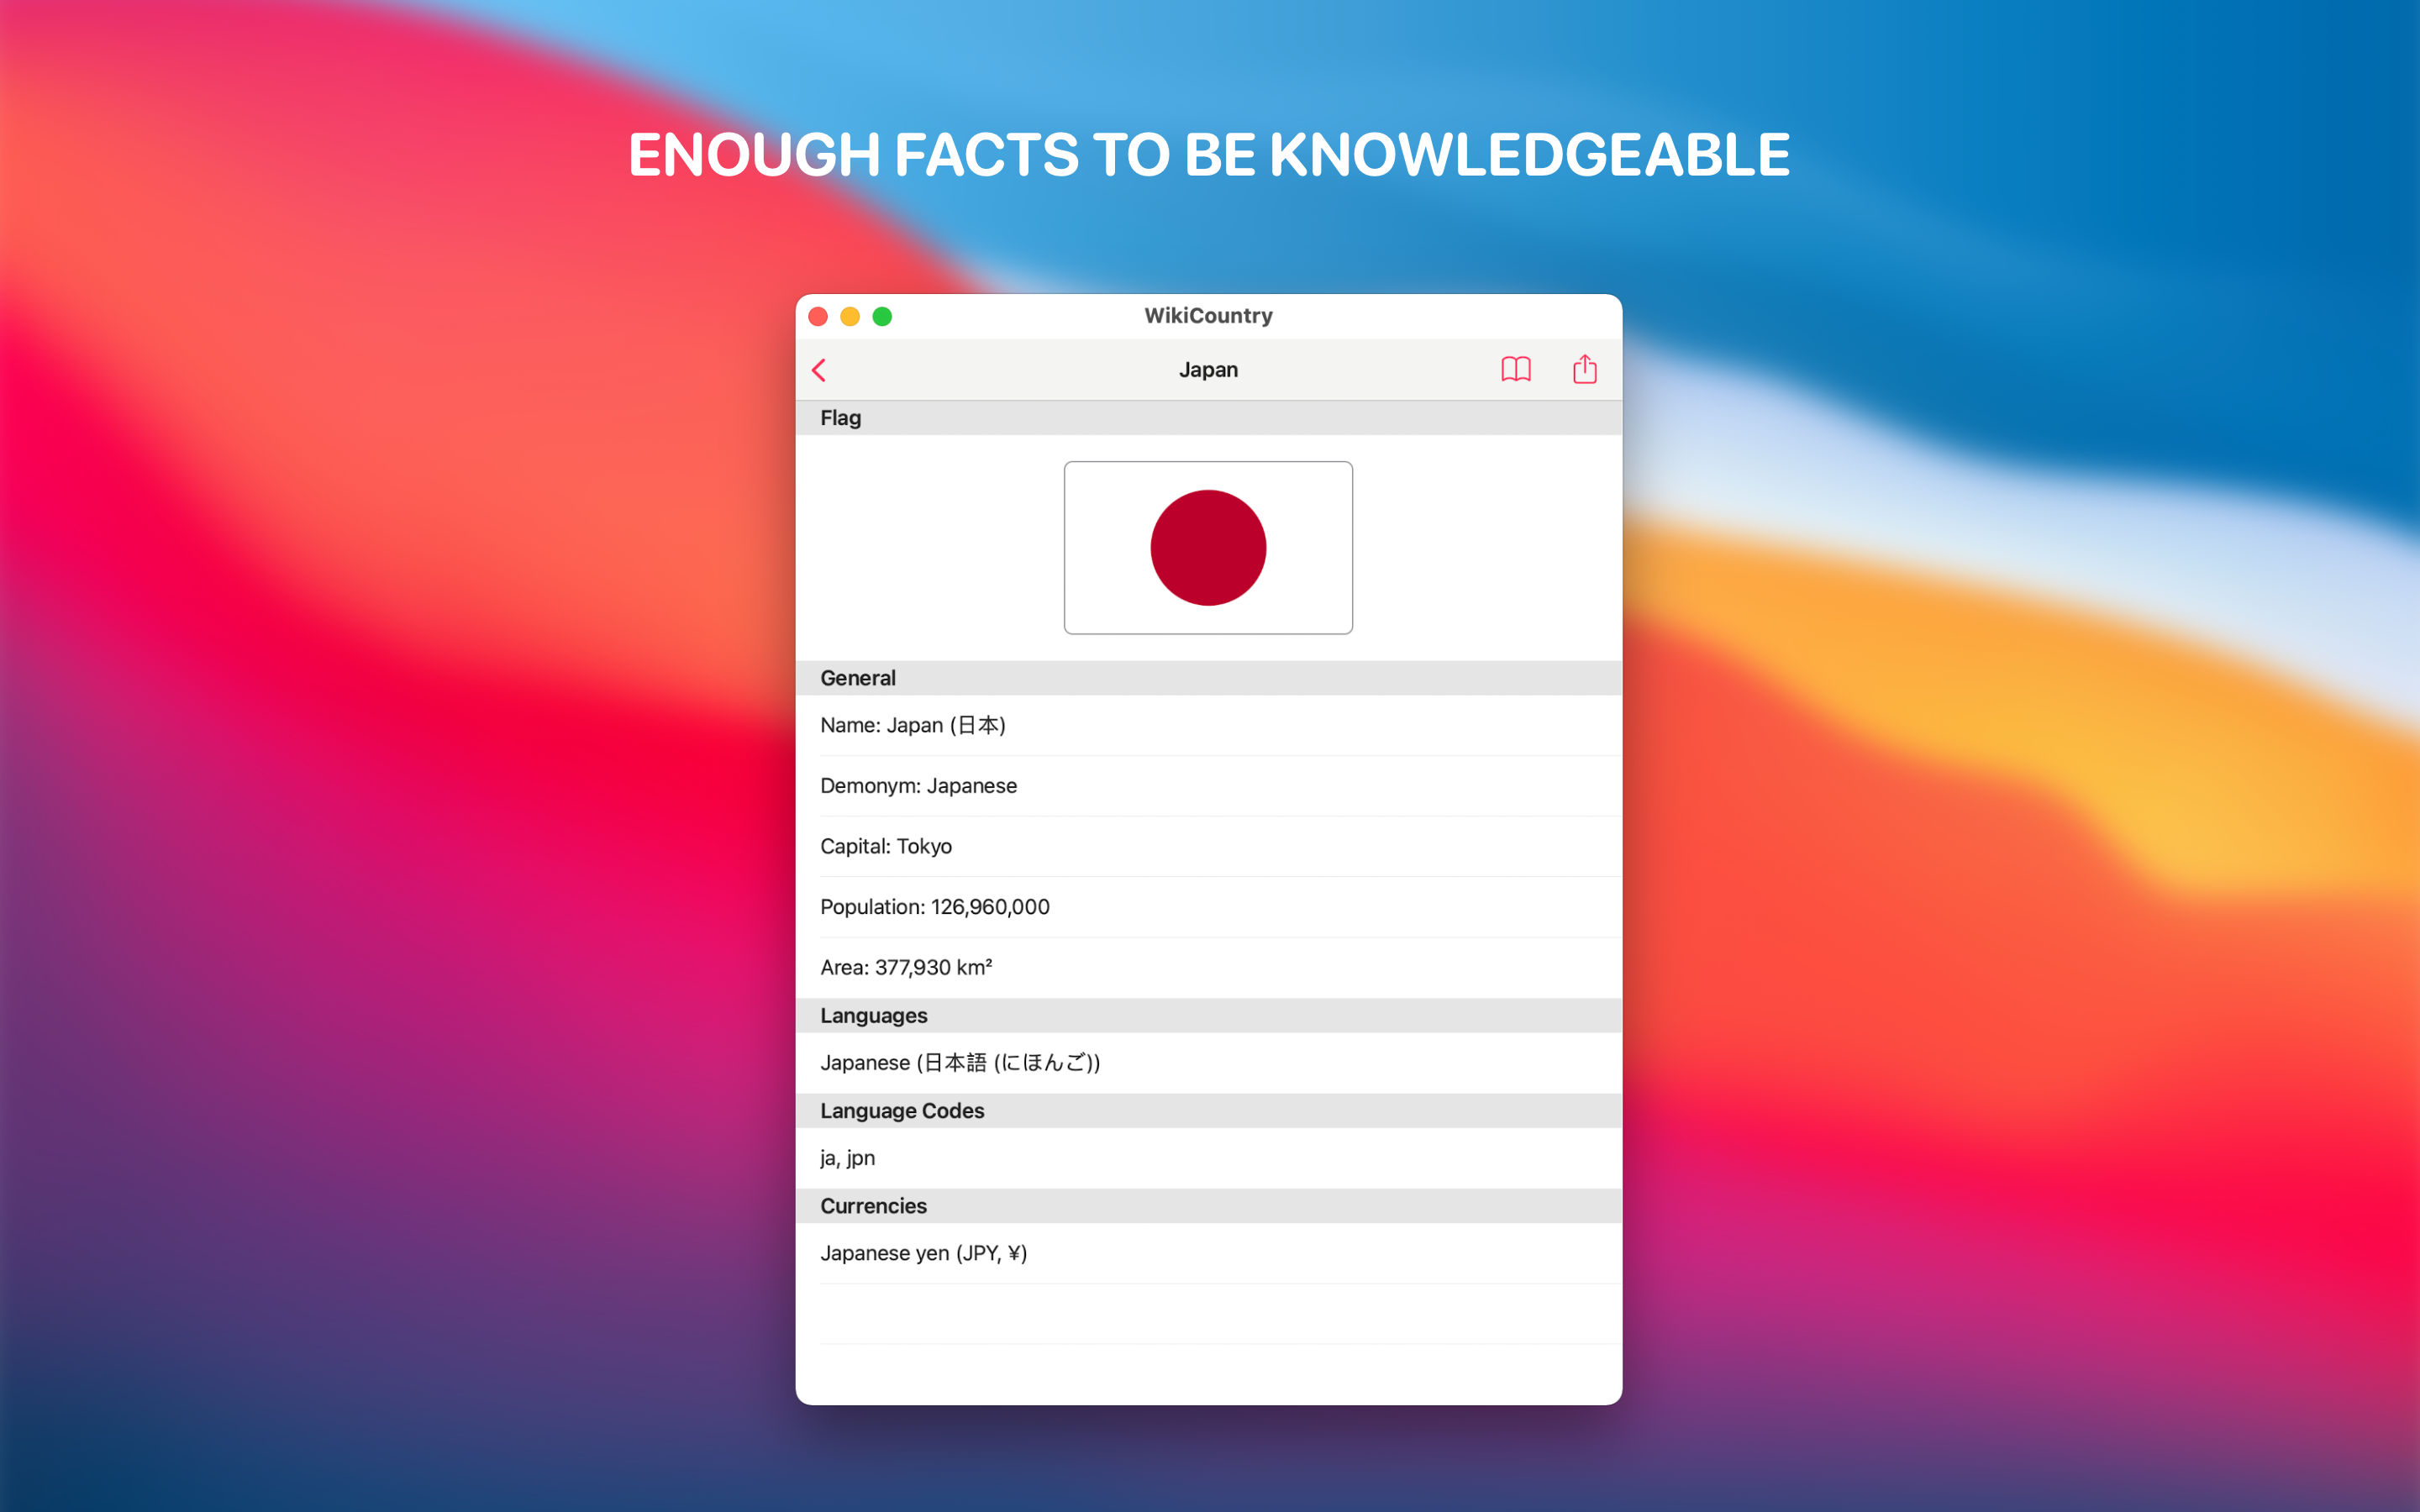 ENOUGH FACTS TO BE KNOWLEDGEABLE
WikiCountry
Japan
Flag
General
Name: Japan (日本)
Demonym: Japanese
Capital: Tokyo
Population: 126,960,000
Area: 377,930 km²
Languages
Japanese (日本語 (にほんご))
Language Codes
ja, jpn
Currencies
Japanese yen (JPY, ¥)